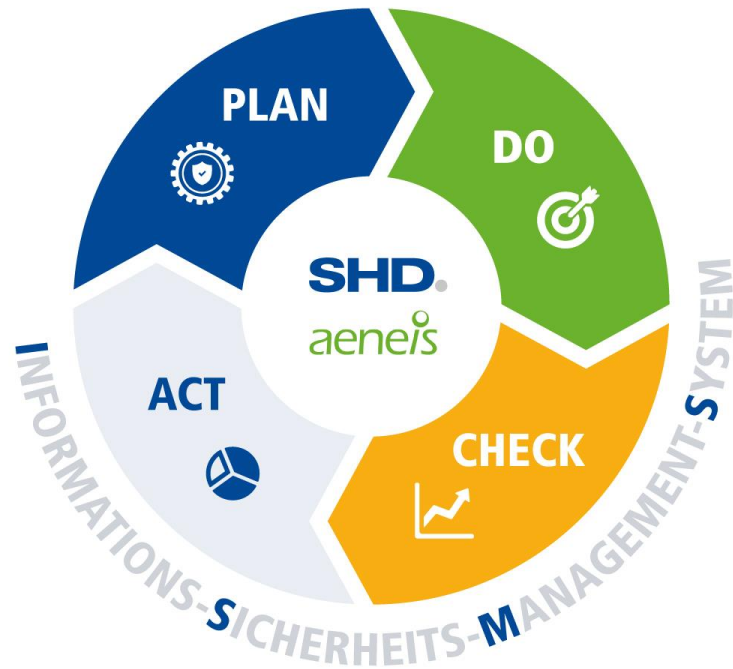 PLAN
DO
SHD.
aeneis
ACT
CHECK
INFORMATIONS-SICHERHEITS-MANAGEMENT-SYSTEM